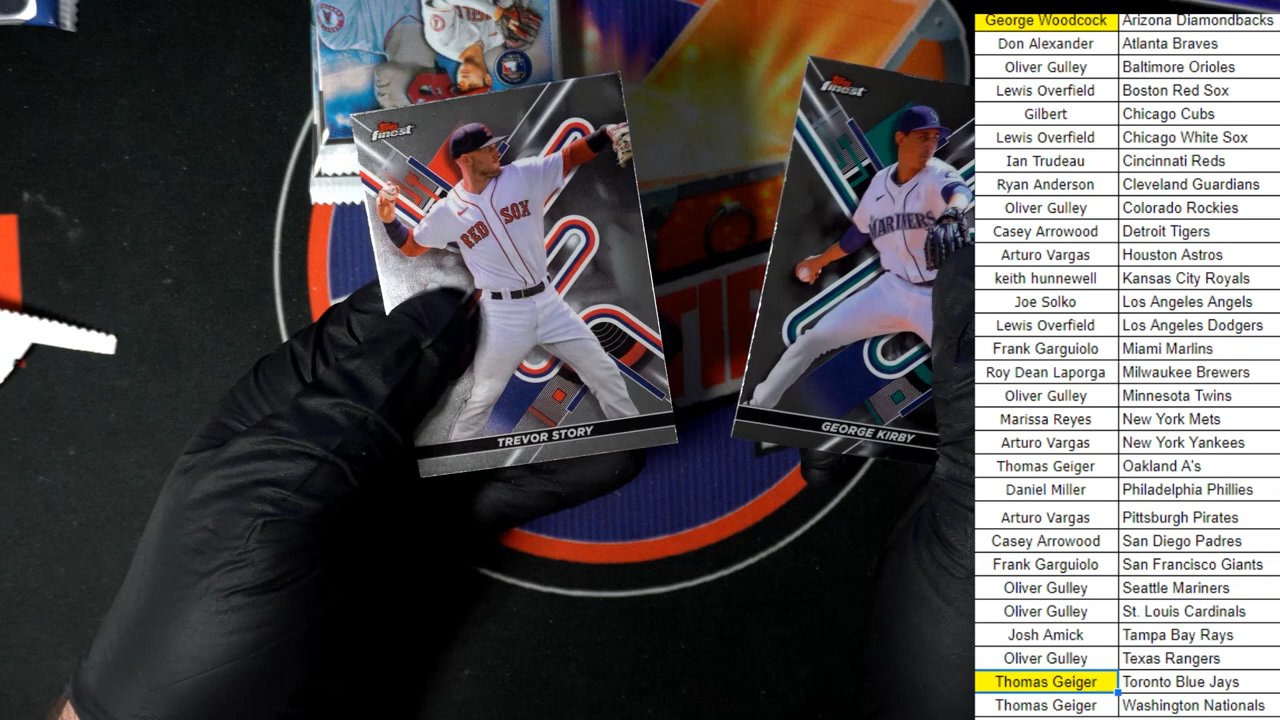 Topps finest
RED SOX
TREVOR STORY
Topps finest
MARINERS
GEORGE KIRBY
George Woodcock Arizona Diamondbacks
Don Alexander Atlanta Braves
Oliver Gulley Baltimore Orioles
Lewis Overfield Boston Red Sox
Gilbert Chicago Cubs
Lewis Overfield Chicago White Sox
Ian Trudeau Cincinnati Reds
Ryan Anderson Cleveland Guardians
Oliver Gulley Colorado Rockies
Casey Arrowood Detroit Tigers
Arturo Vargas Houston Astros
keith hunnewell Kansas City Royals
Joe Solko Los Angeles Angels
Lewis Overfield Los Angeles Dodgers
Frank Garguiolo Miami Marlins
Roy Dean Laporga Milwaukee Brewers
Oliver Gulley Minnesota Twins
Marissa Reyes New York Mets
Arturo Vargas New York Yankees
Thomas Geiger Oakland A's
Daniel Miller Philadelphia Phillies
Arturo Vargas Pittsburgh Pirates
Casey Arrowood San Diego Padres
Frank Garguiolo San Francisco Giants
Oliver Gulley Seattle Mariners
Oliver Gulley St. Louis Cardinals
Josh Amick Tampa Bay Rays
Oliver Gulley Texas Rangers
Thomas Geiger Toronto Blue Jays
Thomas Geiger Washington Nationals